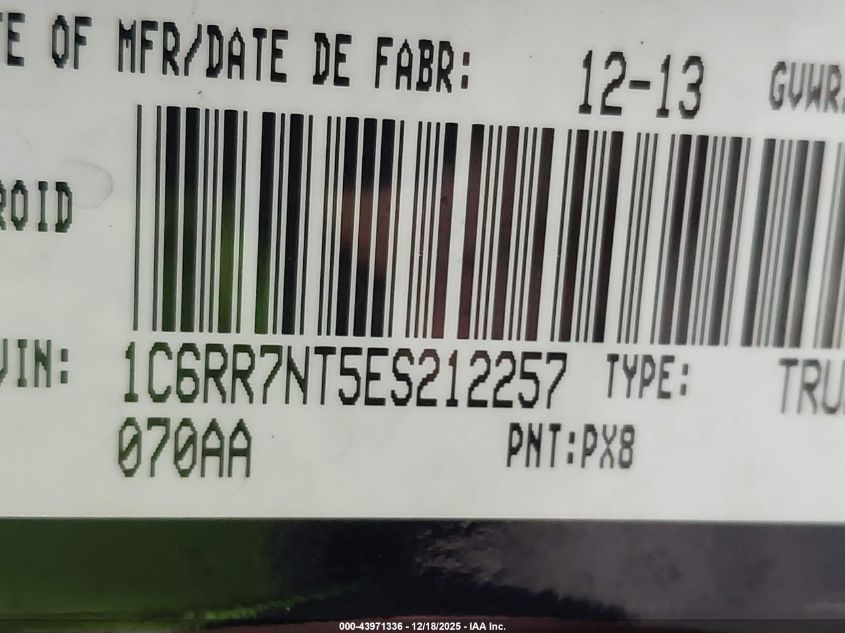 TE OF MFR/DATE DE FABR: 12-13 GVWR
ROID
VIN: 1C6RR7NT5ES212257 TYPE: TRU
070AA PNT:PX8
000-43971336 - 12/18/2025 - IAA Inc.